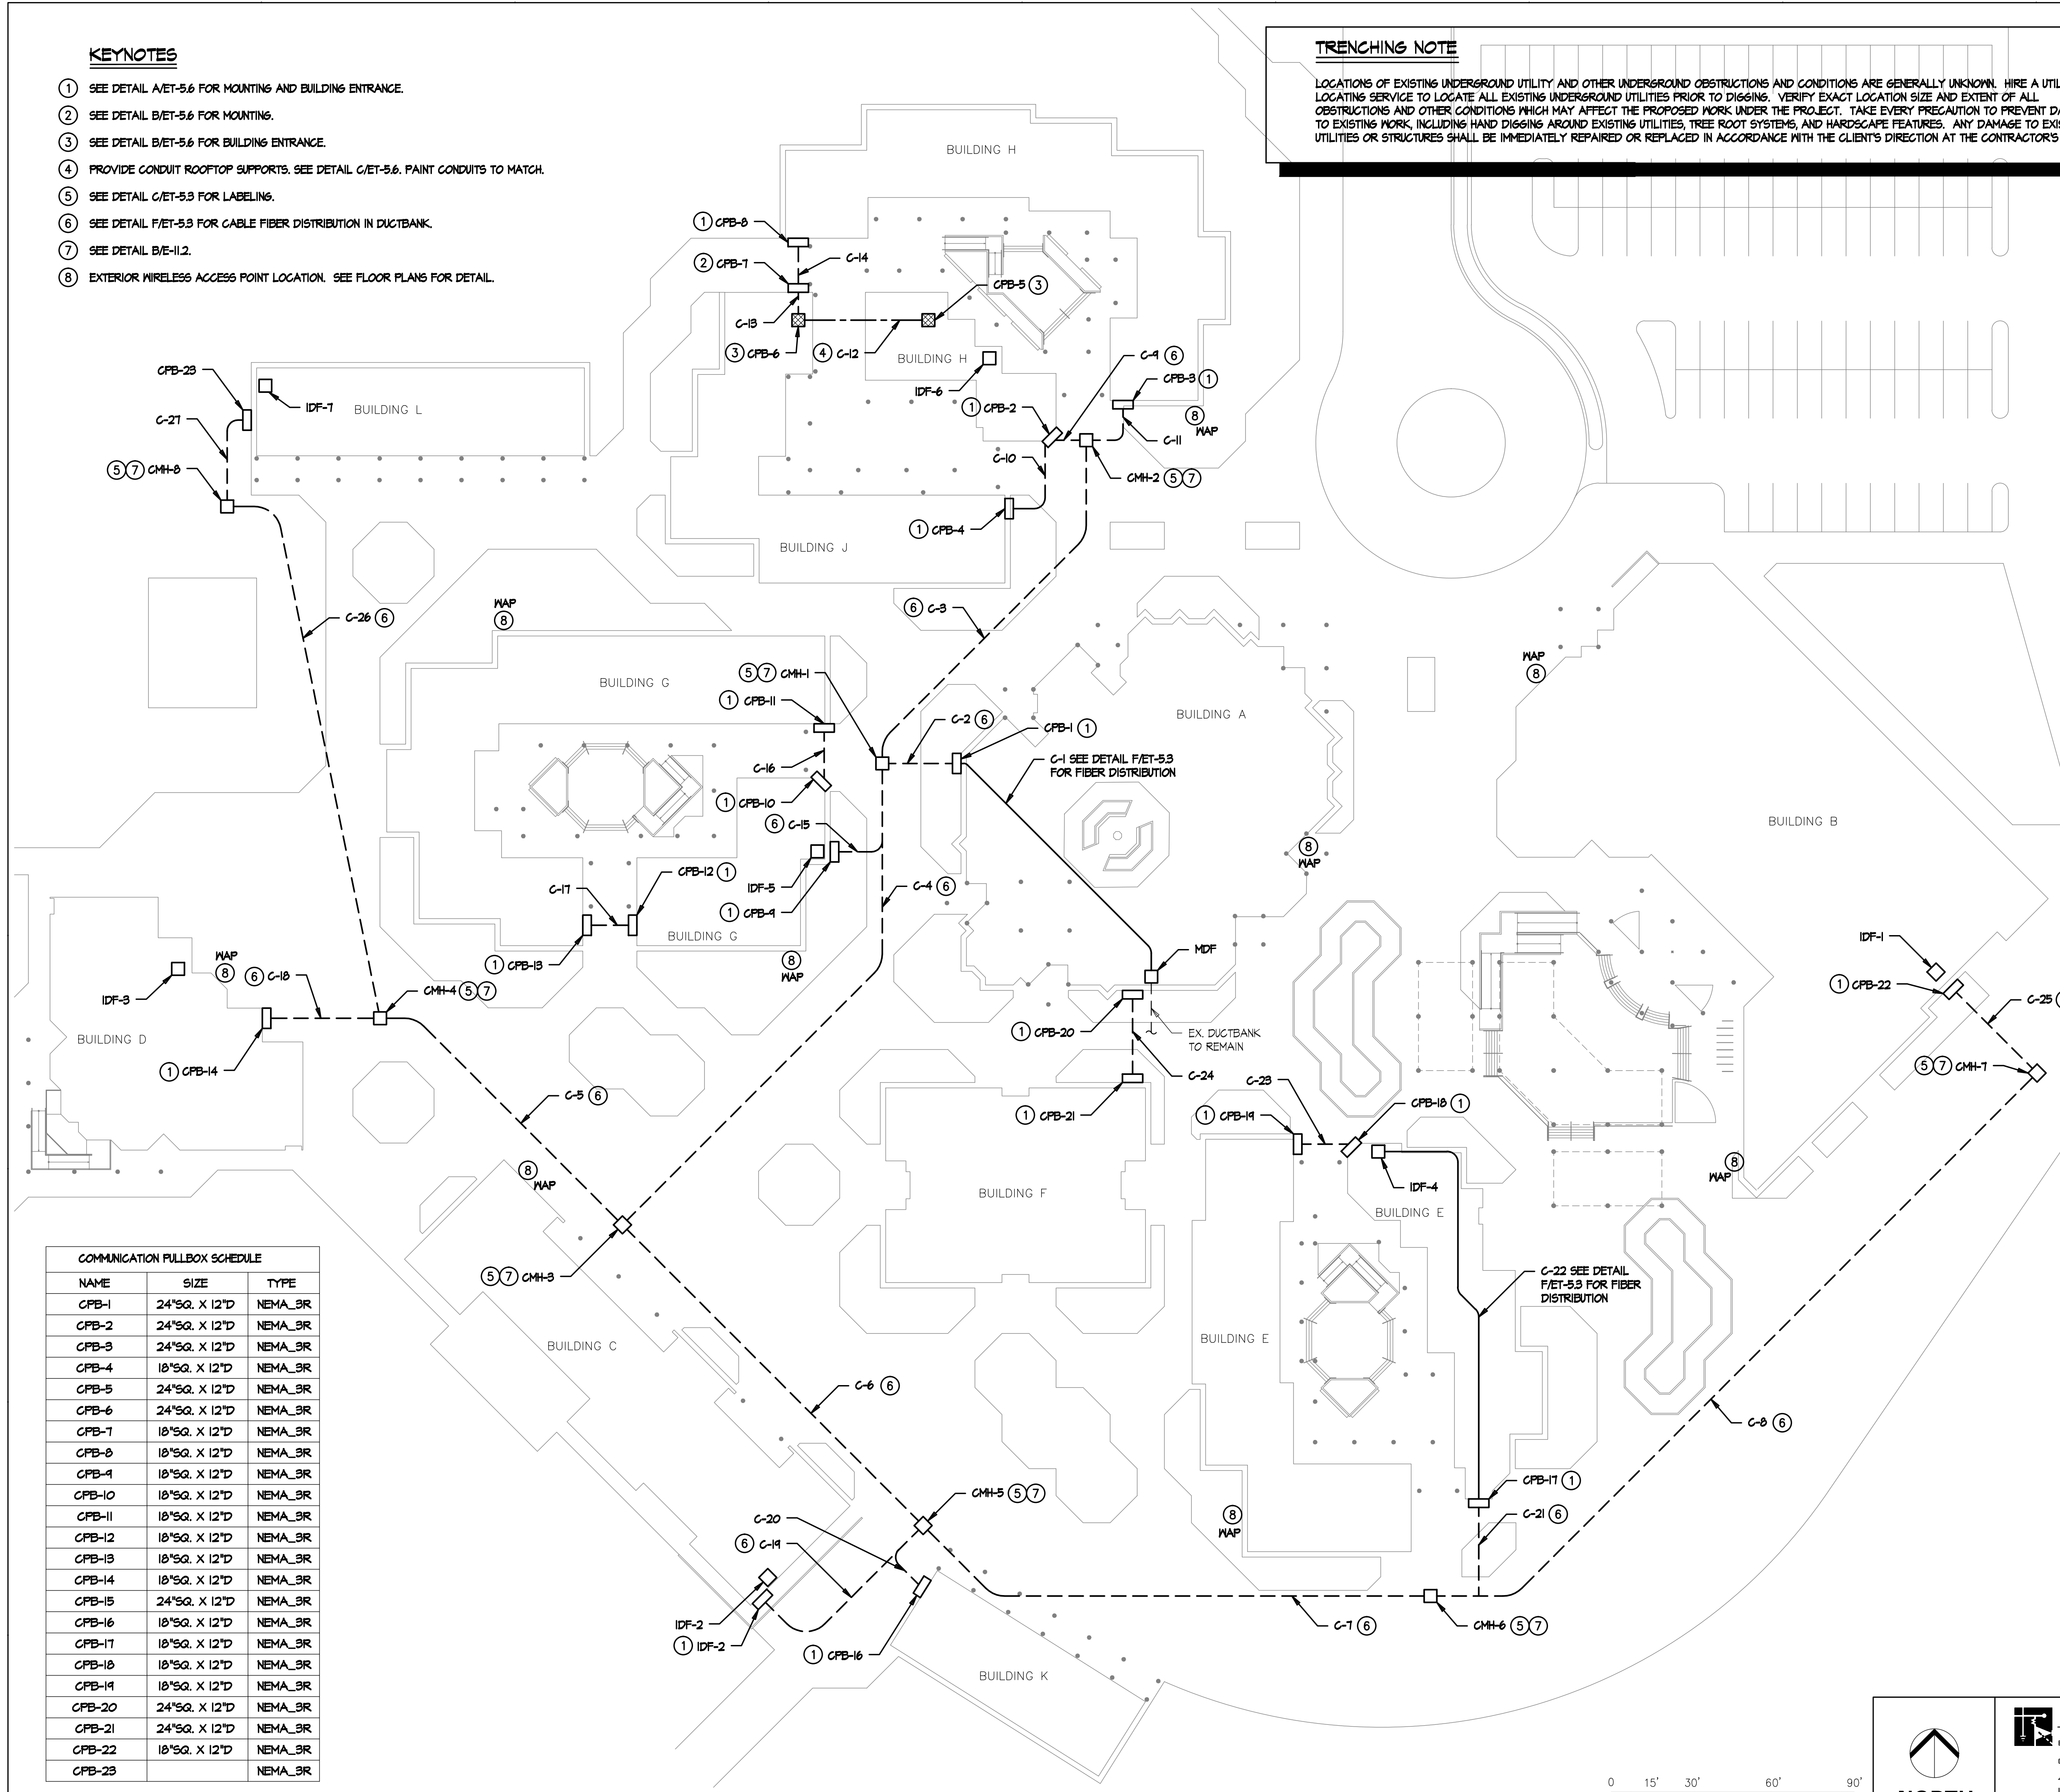 KEYNOTES
1 SEE DETAIL A/ET-5.6 FOR MOUNTING AND BUILDING ENTRANCE.
2 SEE DETAIL B/ET-5.6 FOR MOUNTING.
3 SEE DETAIL B/ET-5.6 FOR BUILDING ENTRANCE.
4 PROVIDE CONDUIT ROOFTOP SUPPORTS. SEE DETAIL C/ET-5.6. PAINT CONDUITS TO MATCH.
5 SEE DETAIL C/ET-5.3 FOR LABELING.
6 SEE DETAIL F/ET-5.3 FOR CABLE FIBER DISTRIBUTION IN DUCTBANK.
7 SEE DETAIL B/E-11.2.
8 EXTERIOR WIRELESS ACCESS POINT LOCATION. SEE FLOOR PLANS FOR DETAIL.
TRENCHING NOTE
LOCATIONS OF EXISTING UNDERGROUND UTILITY AND OTHER UNDERGROUND OBSTRUCTIONS AND CONDITIONS ARE GENERALLY UNKNOWN. HIRE A UTIL
LOCATING SERVICE TO LOCATE ALL EXISTING UNDERGROUND UTILITIES PRIOR TO DIGGING. VERIFY EXACT LOCATION SIZE AND EXTENT OF ALL
OBSTRUCTIONS AND OTHER CONDITIONS WHICH MAY AFFECT THE PROPOSED WORK UNDER THE PROJECT. TAKE EVERY PRECAUTION TO PREVENT DA
TO EXISTING WORK, INCLUDING HAND DIGGING AROUND EXISTING UTILITIES, TREE ROOT SYSTEMS, AND HARDSCAPE FEATURES. ANY DAMAGE TO EXIS
UTILITIES OR STRUCTURES SHALL BE IMMEDIATELY REPAIRED OR REPLACED IN ACCORDANCE WITH THE CLIENT'S DIRECTION AT THE CONTRACTOR'S
BUILDING H
1 CPB-8
2 CPB-7
C-14
CPB-5 3
C-13
3 CPB-6
4 C-12
BUILDING H
IDF-6
C-9 6
CPB-3 1
1 CPB-2
8
WAP
C-11
C-10
CMH-2 5 7
1 CPB-4
BUILDING J
CPB-23
IDF-7
BUILDING L
C-27
5 7 CMH-8
C-26 6
WAP
8
6 C-3
BUILDING G
5 7 CMH-1
1 CPB-11
C-2 6
CPB-1 1
C-16
C-1 SEE DETAIL F/ET-5.3
FOR FIBER DISTRIBUTION
1 CPB-10
6 C-15
BUILDING A
WAP
8
BUILDING B
8
WAP
IDF-5
CPB-12 1
C-17
C-4 6
1 CPB-9
BUILDING G
1 CPB-13
8
WAP
MDF
IDF-1
1 CPB-22
C-25
5 7 CMH-7
WAP
8
6 C-18
IDF-3
CMH-4 5 7
BUILDING D
1 CPB-14
1 CPB-20
EX. DUCTBANK
TO REMAIN
C-24
C-5 6
1 CPB-21
C-23
1 CPB-19
CPB-18 1
IDF-4
BUILDING E
8
WAP
8
WAP
BUILDING F
5 7 CMH-3
C-22 SEE DETAIL
F/ET-5.3 FOR FIBER
DISTRIBUTION
BUILDING C
BUILDING E
C-6 6
C-8 6
CMH-5 5 7
CPB-17 1
C-20
8
WAP
C-21 6
6 C-19
IDF-2
1 IDF-2
1 CPB-16
C-7 6
CMH-6 5 7
BUILDING K
COMMUNICATION PULLBOX SCHEDULE
NAME SIZE TYPE
CPB-1 24"SQ. X 12"D NEMA_3R
CPB-2 24"SQ. X 12"D NEMA_3R
CPB-3 24"SQ. X 12"D NEMA_3R
CPB-4 18"SQ. X 12"D NEMA_3R
CPB-5 24"SQ. X 12"D NEMA_3R
CPB-6 24"SQ. X 12"D NEMA_3R
CPB-7 18"SQ. X 12"D NEMA_3R
CPB-8 18"SQ. X 12"D NEMA_3R
CPB-9 18"SQ. X 12"D NEMA_3R
CPB-10 18"SQ. X 12"D NEMA_3R
CPB-11 18"SQ. X 12"D NEMA_3R
CPB-12 18"SQ. X 12"D NEMA_3R
CPB-13 18"SQ. X 12"D NEMA_3R
CPB-14 18"SQ. X 12"D NEMA_3R
CPB-15 24"SQ. X 12"D NEMA_3R
CPB-16 18"SQ. X 12"D NEMA_3R
CPB-17 18"SQ. X 12"D NEMA_3R
CPB-18 18"SQ. X 12"D NEMA_3R
CPB-19 18"SQ. X 12"D NEMA_3R
CPB-20 24"SQ. X 12"D NEMA_3R
CPB-21 24"SQ. X 12"D NEMA_3R
CPB-22 18"SQ. X 12"D NEMA_3R
CPB-23 NEMA_3R
0 15' 30' 60' 90'
NORTH